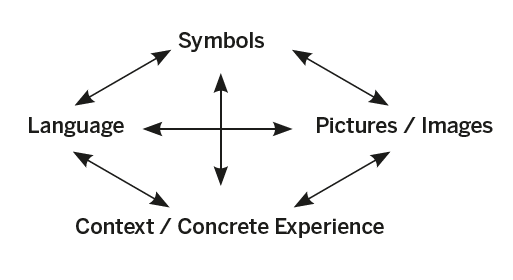 Symbols
Language
Pictures / Images
Context / Concrete Experience